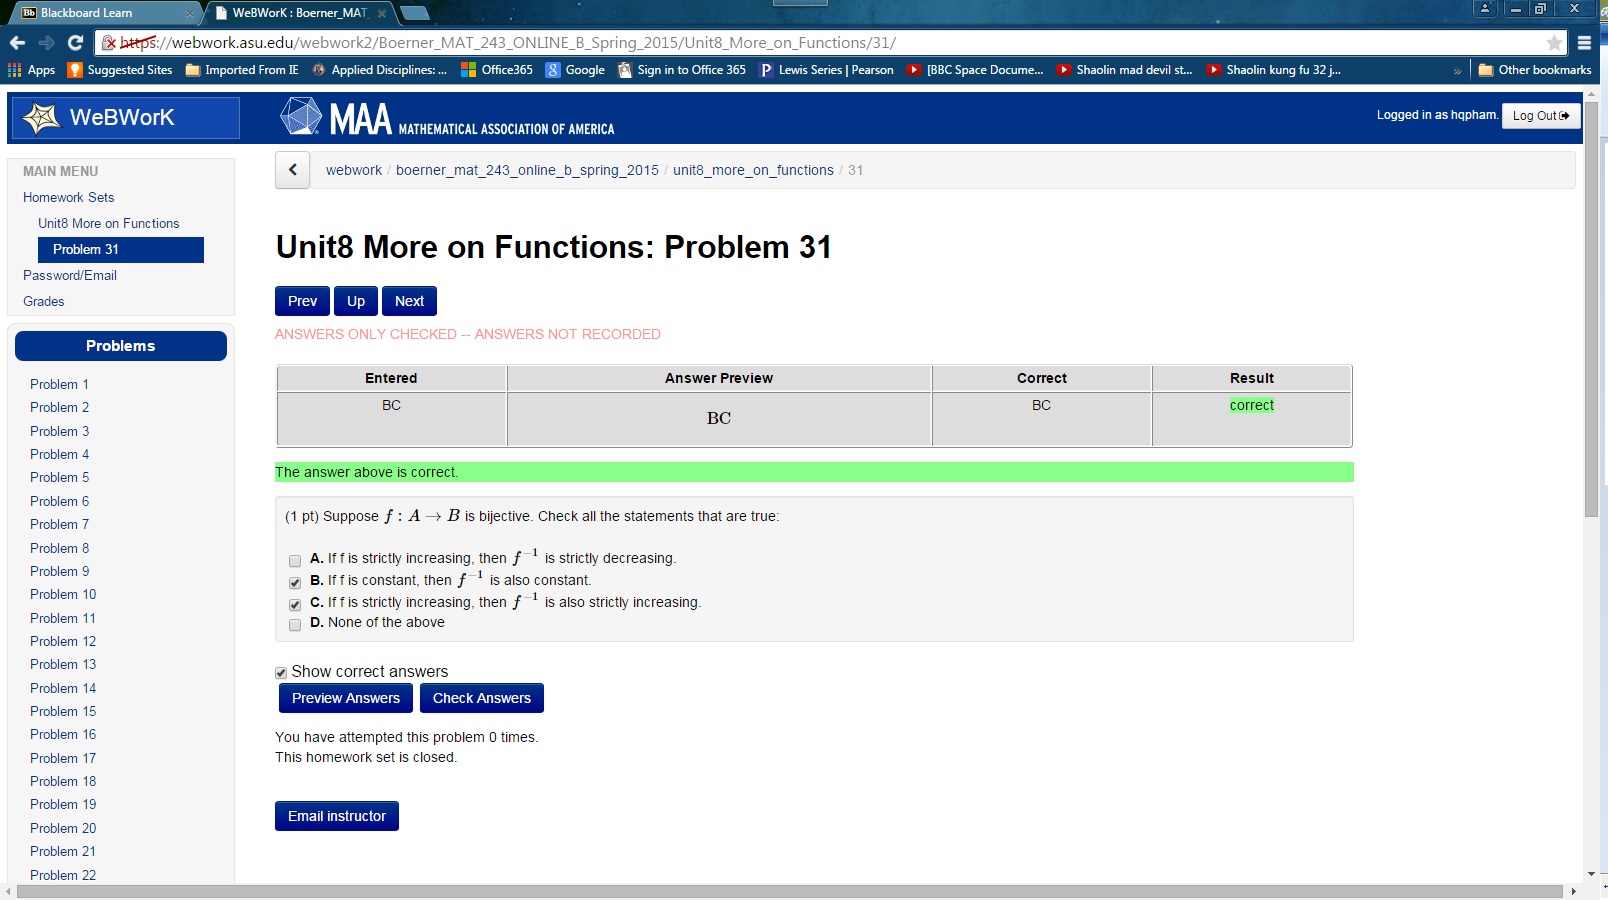 Blackboard Learn
WeBWorK : Boerner_MAT_
https://webwork.asu.edu/webwork2/Boerner_MAT_243_ONLINE_B_Spring_2015/Unit8_More_on_Functions/31/
Apps Suggested Sites Imported From IE Applied Disciplines: ... Office365 Google Sign in to Office 365 Lewis Series | Pearson [BBC Space Docume... Shaolin mad devil st... Shaolin kung fu 32 j... » Other bookmarks
WeBWorK
MAA MATHEMATICAL ASSOCIATION OF AMERICA
Logged in as hqpham. Log Out
MAIN MENU
Homework Sets
Unit8 More on Functions
Problem 31
Password/Email
Grades
Problems
Problem 1
Problem 2
Problem 3
Problem 4
Problem 5
Problem 6
Problem 7
Problem 8
Problem 9
Problem 10
Problem 11
Problem 12
Problem 13
Problem 14
Problem 15
Problem 16
Problem 17
Problem 18
Problem 19
Problem 20
Problem 21
Problem 22
webwork / boerner_mat_243_online_b_spring_2015 / unit8_more_on_functions / 31
Unit8 More on Functions: Problem 31
Prev Up Next
ANSWERS ONLY CHECKED -- ANSWERS NOT RECORDED
Entered Answer Preview Correct Result
BC BC BC correct
The answer above is correct.
(1 pt) Suppose f : A → B is bijective. Check all the statements that are true:
A. If f is strictly increasing, then f⁻¹ is strictly decreasing.
B. If f is constant, then f⁻¹ is also constant.
C. If f is strictly increasing, then f⁻¹ is also strictly increasing.
D. None of the above
Show correct answers
Preview Answers Check Answers
You have attempted this problem 0 times.
This homework set is closed.
Email instructor